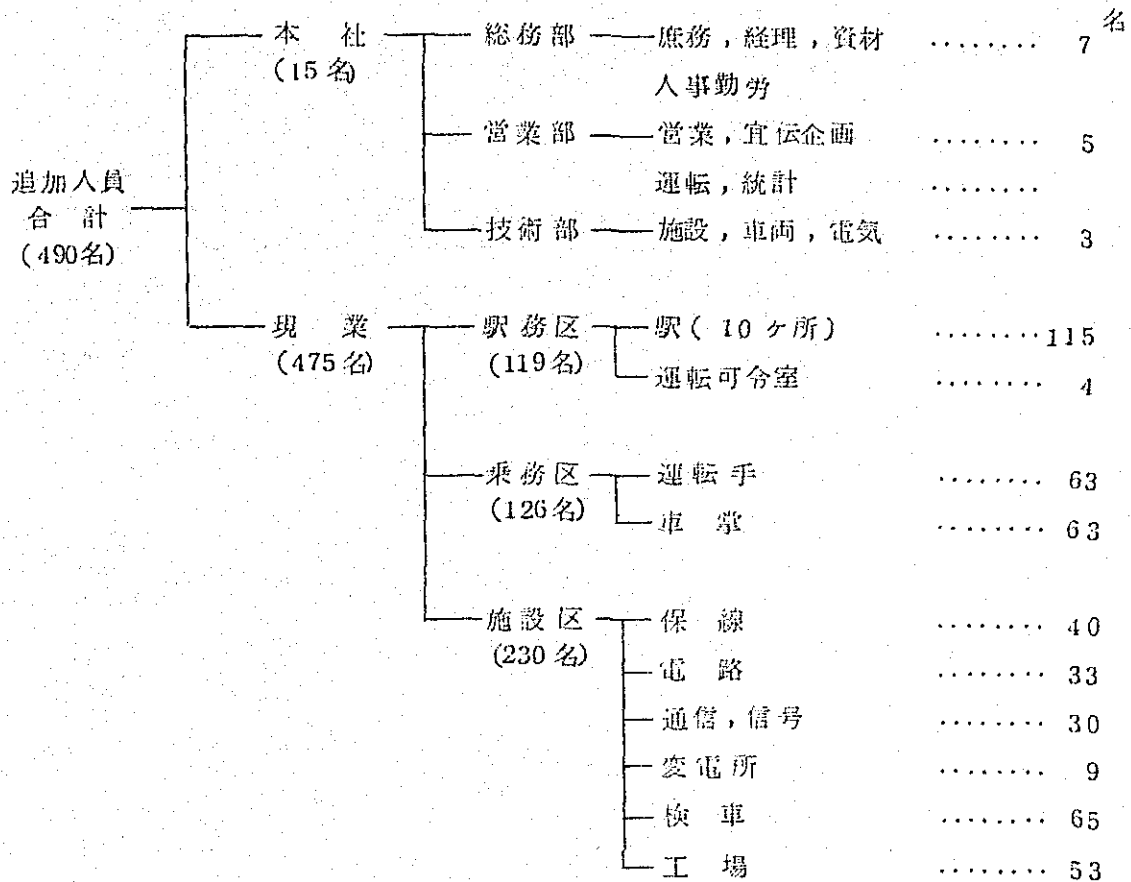 名
本 社 総務部 庶務,経理,資材 ........ 7
(15名) 人事勤労
営業部 営業,宣伝企画 ........ 5
運転,統計 ........
技術部 施設,車両,電気 ........ 3
追加人員
合 計
(490名)
現 業 駅務区 駅(10ケ所) ........115
(475名) (119名)
運転司令室 ........ 4
乗務区 運転手 ........ 63
(126名) 車掌 ........ 63
施設区 保 線 ........ 40
(230名)
電 路 ........ 33
通信,信号 ........ 30
変電所 ........ 9
検 車 ........ 65
工 場 ........ 53